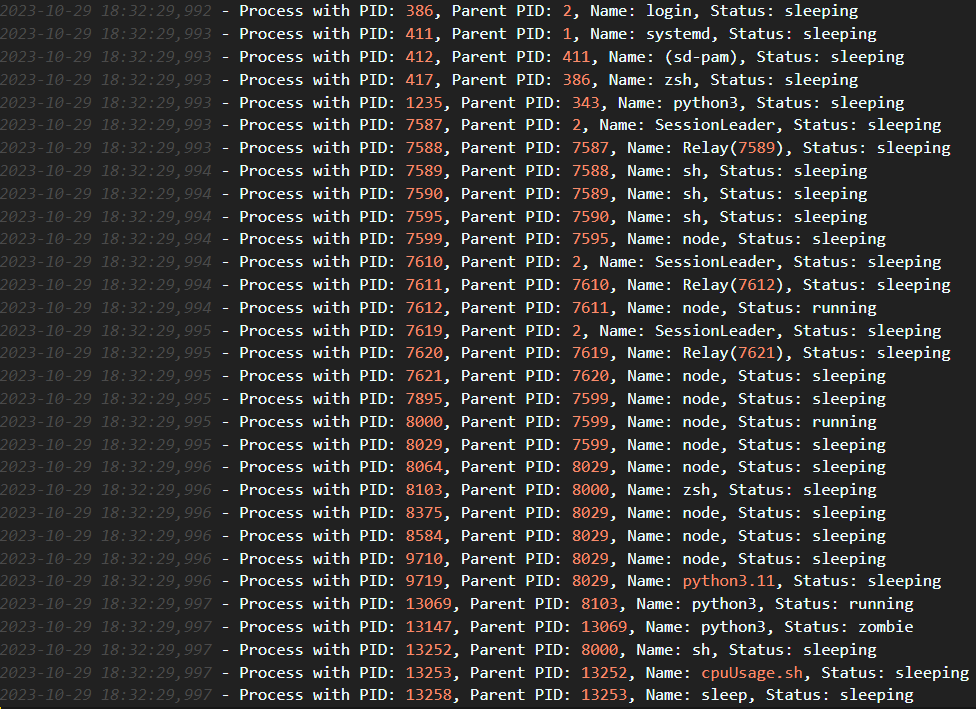 2023-10-29 18:32:29,992 - Process with PID: 386, Parent PID: 2, Name: login, Status: sleeping
2023-10-29 18:32:29,993 - Process with PID: 411, Parent PID: 1, Name: systemd, Status: sleeping
2023-10-29 18:32:29,993 - Process with PID: 412, Parent PID: 411, Name: (sd-pam), Status: sleeping
2023-10-29 18:32:29,993 - Process with PID: 417, Parent PID: 386, Name: zsh, Status: sleeping
2023-10-29 18:32:29,993 - Process with PID: 1235, Parent PID: 343, Name: python3, Status: sleeping
2023-10-29 18:32:29,993 - Process with PID: 7587, Parent PID: 2, Name: SessionLeader, Status: sleeping
2023-10-29 18:32:29,993 - Process with PID: 7588, Parent PID: 7587, Name: Relay(7589), Status: sleeping
2023-10-29 18:32:29,994 - Process with PID: 7589, Parent PID: 7588, Name: sh, Status: sleeping
2023-10-29 18:32:29,994 - Process with PID: 7590, Parent PID: 7589, Name: sh, Status: sleeping
2023-10-29 18:32:29,994 - Process with PID: 7595, Parent PID: 7590, Name: sh, Status: sleeping
2023-10-29 18:32:29,994 - Process with PID: 7599, Parent PID: 7595, Name: node, Status: sleeping
2023-10-29 18:32:29,994 - Process with PID: 7610, Parent PID: 2, Name: SessionLeader, Status: sleeping
2023-10-29 18:32:29,994 - Process with PID: 7611, Parent PID: 7610, Name: Relay(7612), Status: sleeping
2023-10-29 18:32:29,994 - Process with PID: 7612, Parent PID: 7611, Name: node, Status: running
2023-10-29 18:32:29,995 - Process with PID: 7619, Parent PID: 2, Name: SessionLeader, Status: sleeping
2023-10-29 18:32:29,995 - Process with PID: 7620, Parent PID: 7619, Name: Relay(7621), Status: sleeping
2023-10-29 18:32:29,995 - Process with PID: 7621, Parent PID: 7620, Name: node, Status: sleeping
2023-10-29 18:32:29,995 - Process with PID: 7895, Parent PID: 7599, Name: node, Status: sleeping
2023-10-29 18:32:29,995 - Process with PID: 8000, Parent PID: 7599, Name: node, Status: running
2023-10-29 18:32:29,995 - Process with PID: 8029, Parent PID: 7599, Name: node, Status: sleeping
2023-10-29 18:32:29,996 - Process with PID: 8064, Parent PID: 8029, Name: node, Status: sleeping
2023-10-29 18:32:29,996 - Process with PID: 8103, Parent PID: 8000, Name: zsh, Status: sleeping
2023-10-29 18:32:29,996 - Process with PID: 8375, Parent PID: 8029, Name: node, Status: sleeping
2023-10-29 18:32:29,996 - Process with PID: 8584, Parent PID: 8029, Name: node, Status: sleeping
2023-10-29 18:32:29,996 - Process with PID: 9710, Parent PID: 8029, Name: node, Status: sleeping
2023-10-29 18:32:29,996 - Process with PID: 9719, Parent PID: 8029, Name: python3.11, Status: sleeping
2023-10-29 18:32:29,997 - Process with PID: 13069, Parent PID: 8103, Name: python3, Status: running
2023-10-29 18:32:29,997 - Process with PID: 13147, Parent PID: 13069, Name: python3, Status: zombie
2023-10-29 18:32:29,997 - Process with PID: 13252, Parent PID: 8000, Name: sh, Status: sleeping
2023-10-29 18:32:29,997 - Process with PID: 13253, Parent PID: 13252, Name: cpuUsage.sh, Status: sleeping
2023-10-29 18:32:29,997 - Process with PID: 13258, Parent PID: 13253, Name: sleep, Status: sleeping